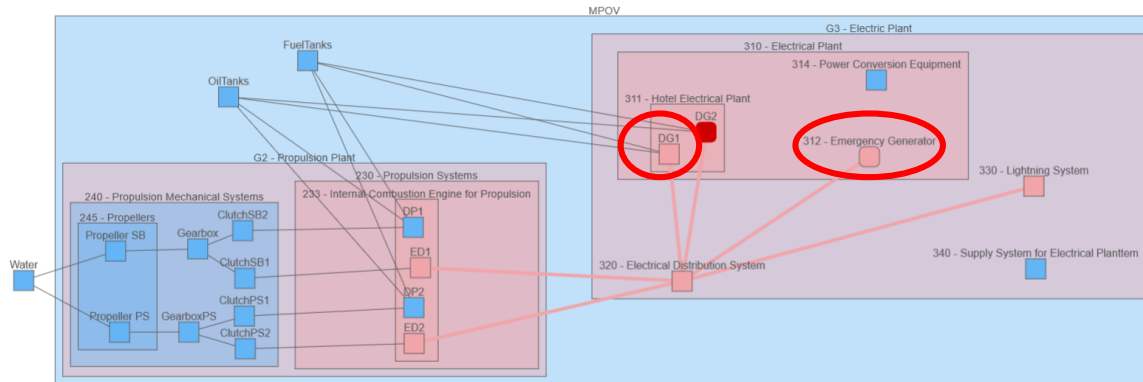 MPOV
G3 - Electric Plant
310 - Electrical Plant
FuelTanks
314 - Power Conversion Equipment
OilTanks
311 - Hotel Electrical Plant
DG2
DG1
312 - Emergency Generator
G2 - Propulsion Plant
230 - Propulsion Systems
330 - Lightning System
240 - Propulsion Mechanical Systems
233 - Internal Combustion Engine for Propulsion
245 - Propellers
ClutchSB2
DP1
Propeller SB
Gearbox
ED1
340 - Supply System for Electrical PlantItem
Water
ClutchSB1
320 - Electrical Distribution System
DP2
ClutchPS1
Propeller PS
GearboxPS
ClutchPS2
ED2